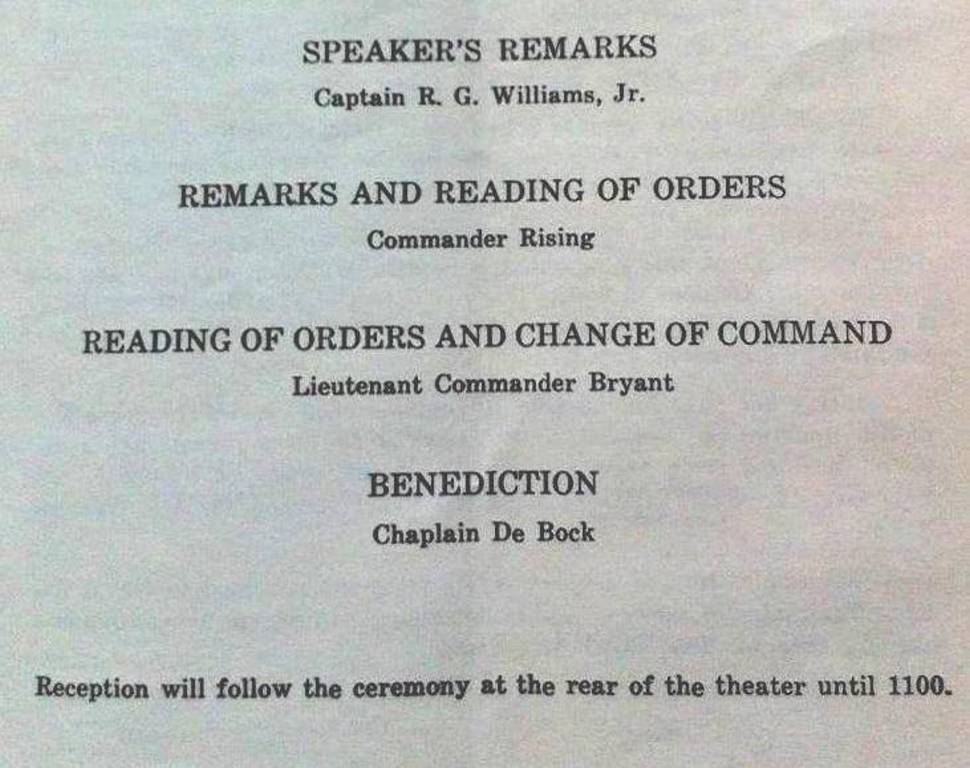 SPEAKER'S REMARKS
Captain R. G. Williams, Jr.
REMARKS AND READING OF ORDERS
Commander Rising
READING OF ORDERS AND CHANGE OF COMMAND
Lieutenant Commander Bryant
BENEDICTION
Chaplain De Bock
Reception will follow the ceremony at the rear of the theater until 1100.